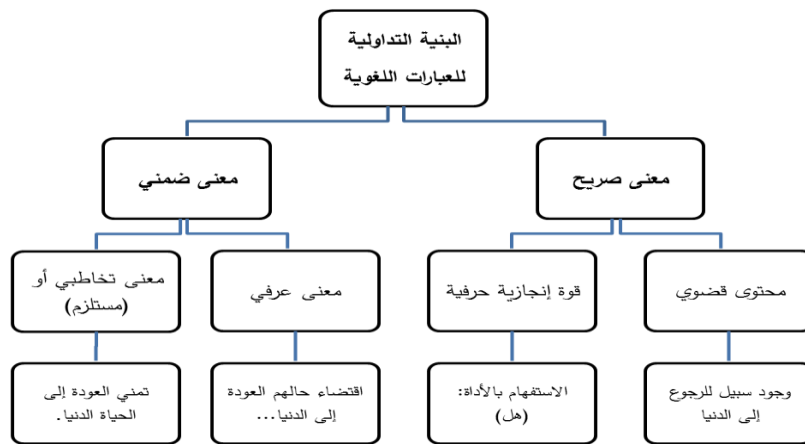 البنية التداولية
للعبارات اللغوية
معنى صريح
معنى ضمني
محتوى قضوي
قوة إنجازية حرفية
معنى عرفي
معنى تخاطبي أو
(مستلزم)
وجود سبيل للرجوع
إلى الدنيا
الاستفهام بالأداة:
(هل)
اقتضاء حالهم العودة
إلى الدنيا...
تمني العودة إلى
الحياة الدنيا.